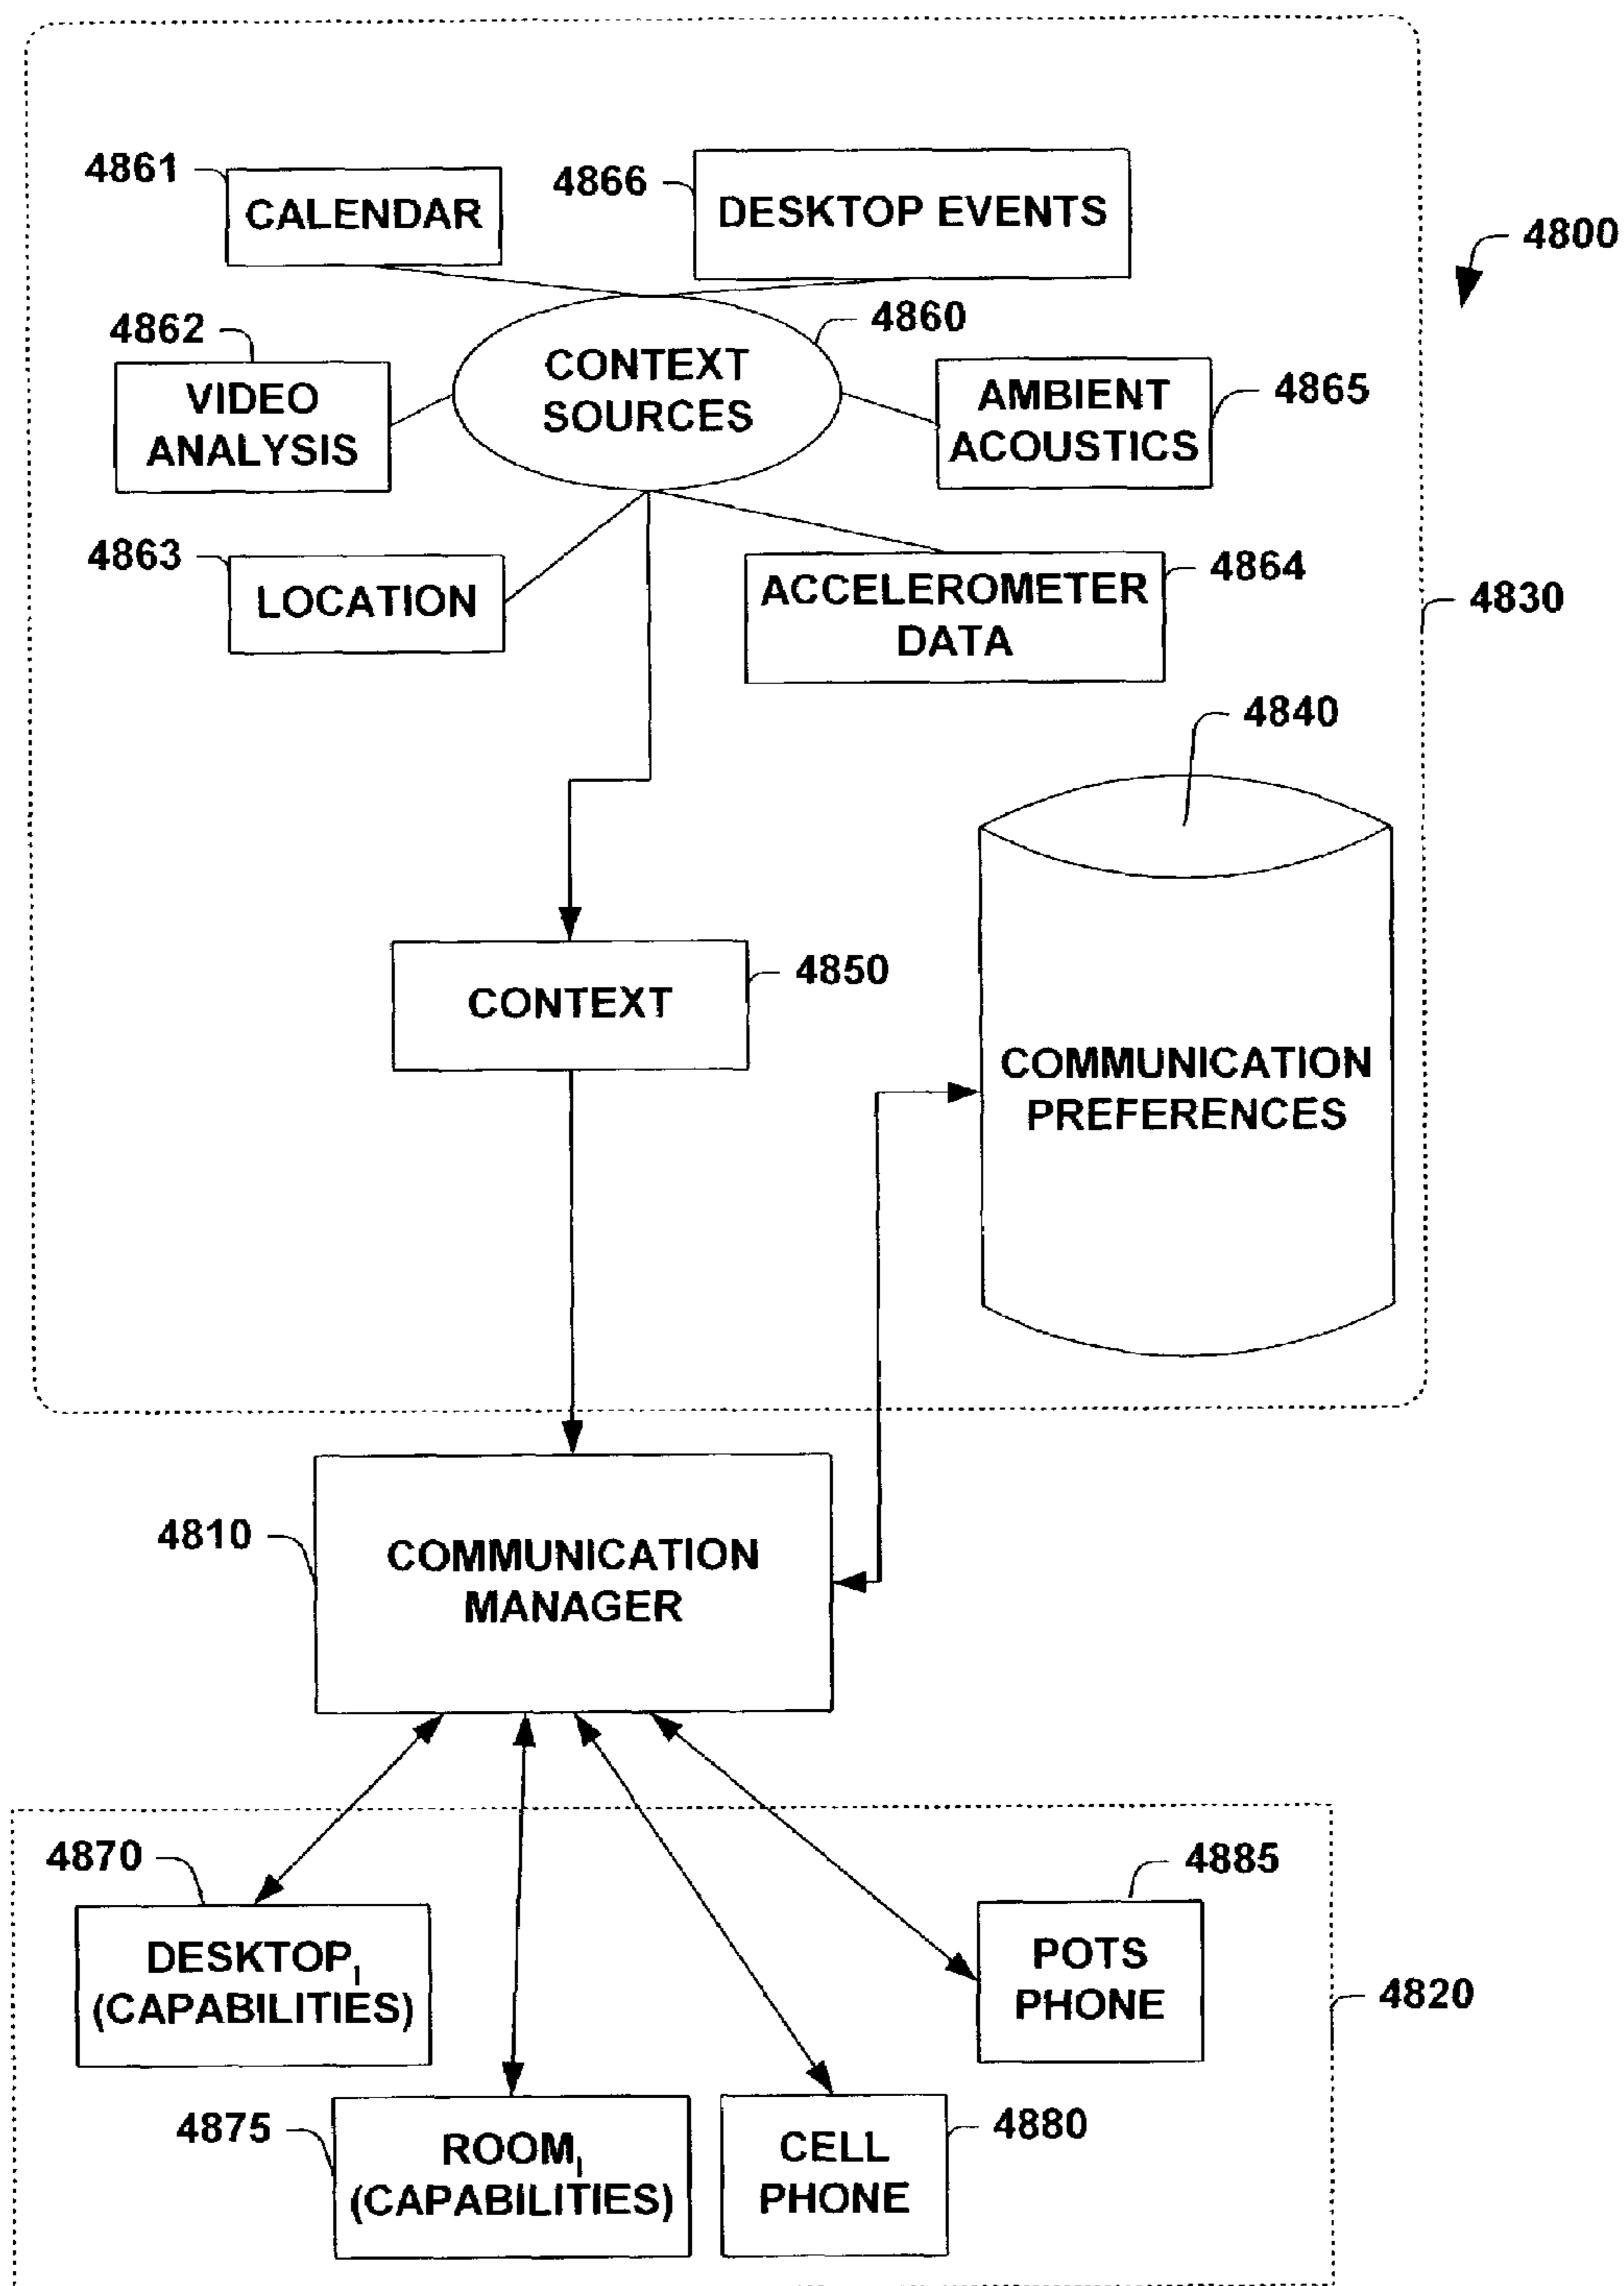 4861
CALENDAR
4866
DESKTOP EVENTS
4800
4862
VIDEO
ANALYSIS
4860
CONTEXT
SOURCES
AMBIENT
ACOUSTICS
4865
4863
LOCATION
ACCELEROMETER
DATA
4864
4830
4840
CONTEXT
4850
COMMUNICATION
PREFERENCES
4810
COMMUNICATION
MANAGER
4870
DESKTOP_I
(CAPABILITIES)
4885
POTS
PHONE
4820
4875
ROOM_I
(CAPABILITIES)
CELL
PHONE
4880